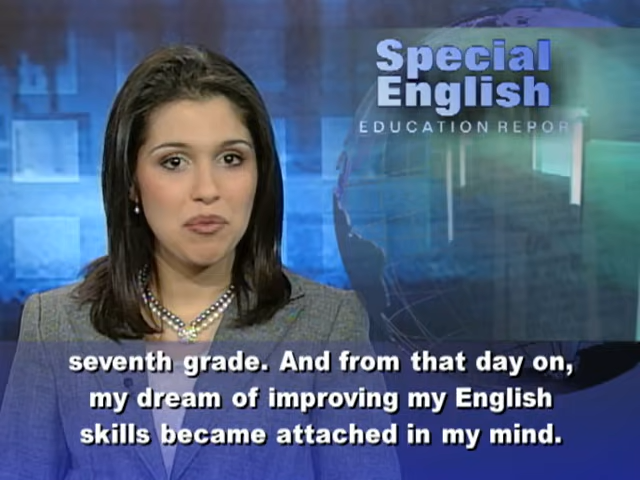 Special
English
EDUCATION REPOR
seventh grade. And from that day on,
my dream of improving my English
skills became attached in my mind.